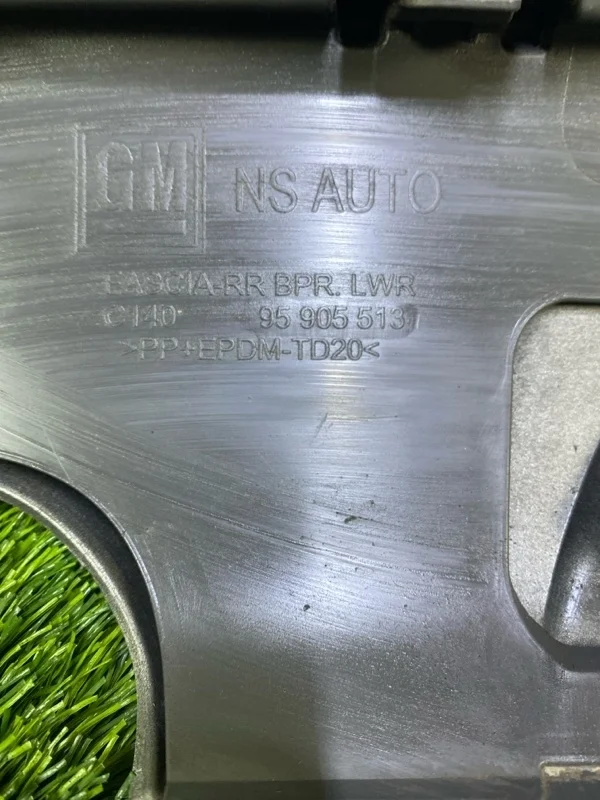 GM NS AUTO
FASCIA-RR BPR. LWR
C140 95 905 513
>PP+EPDM-TD20<